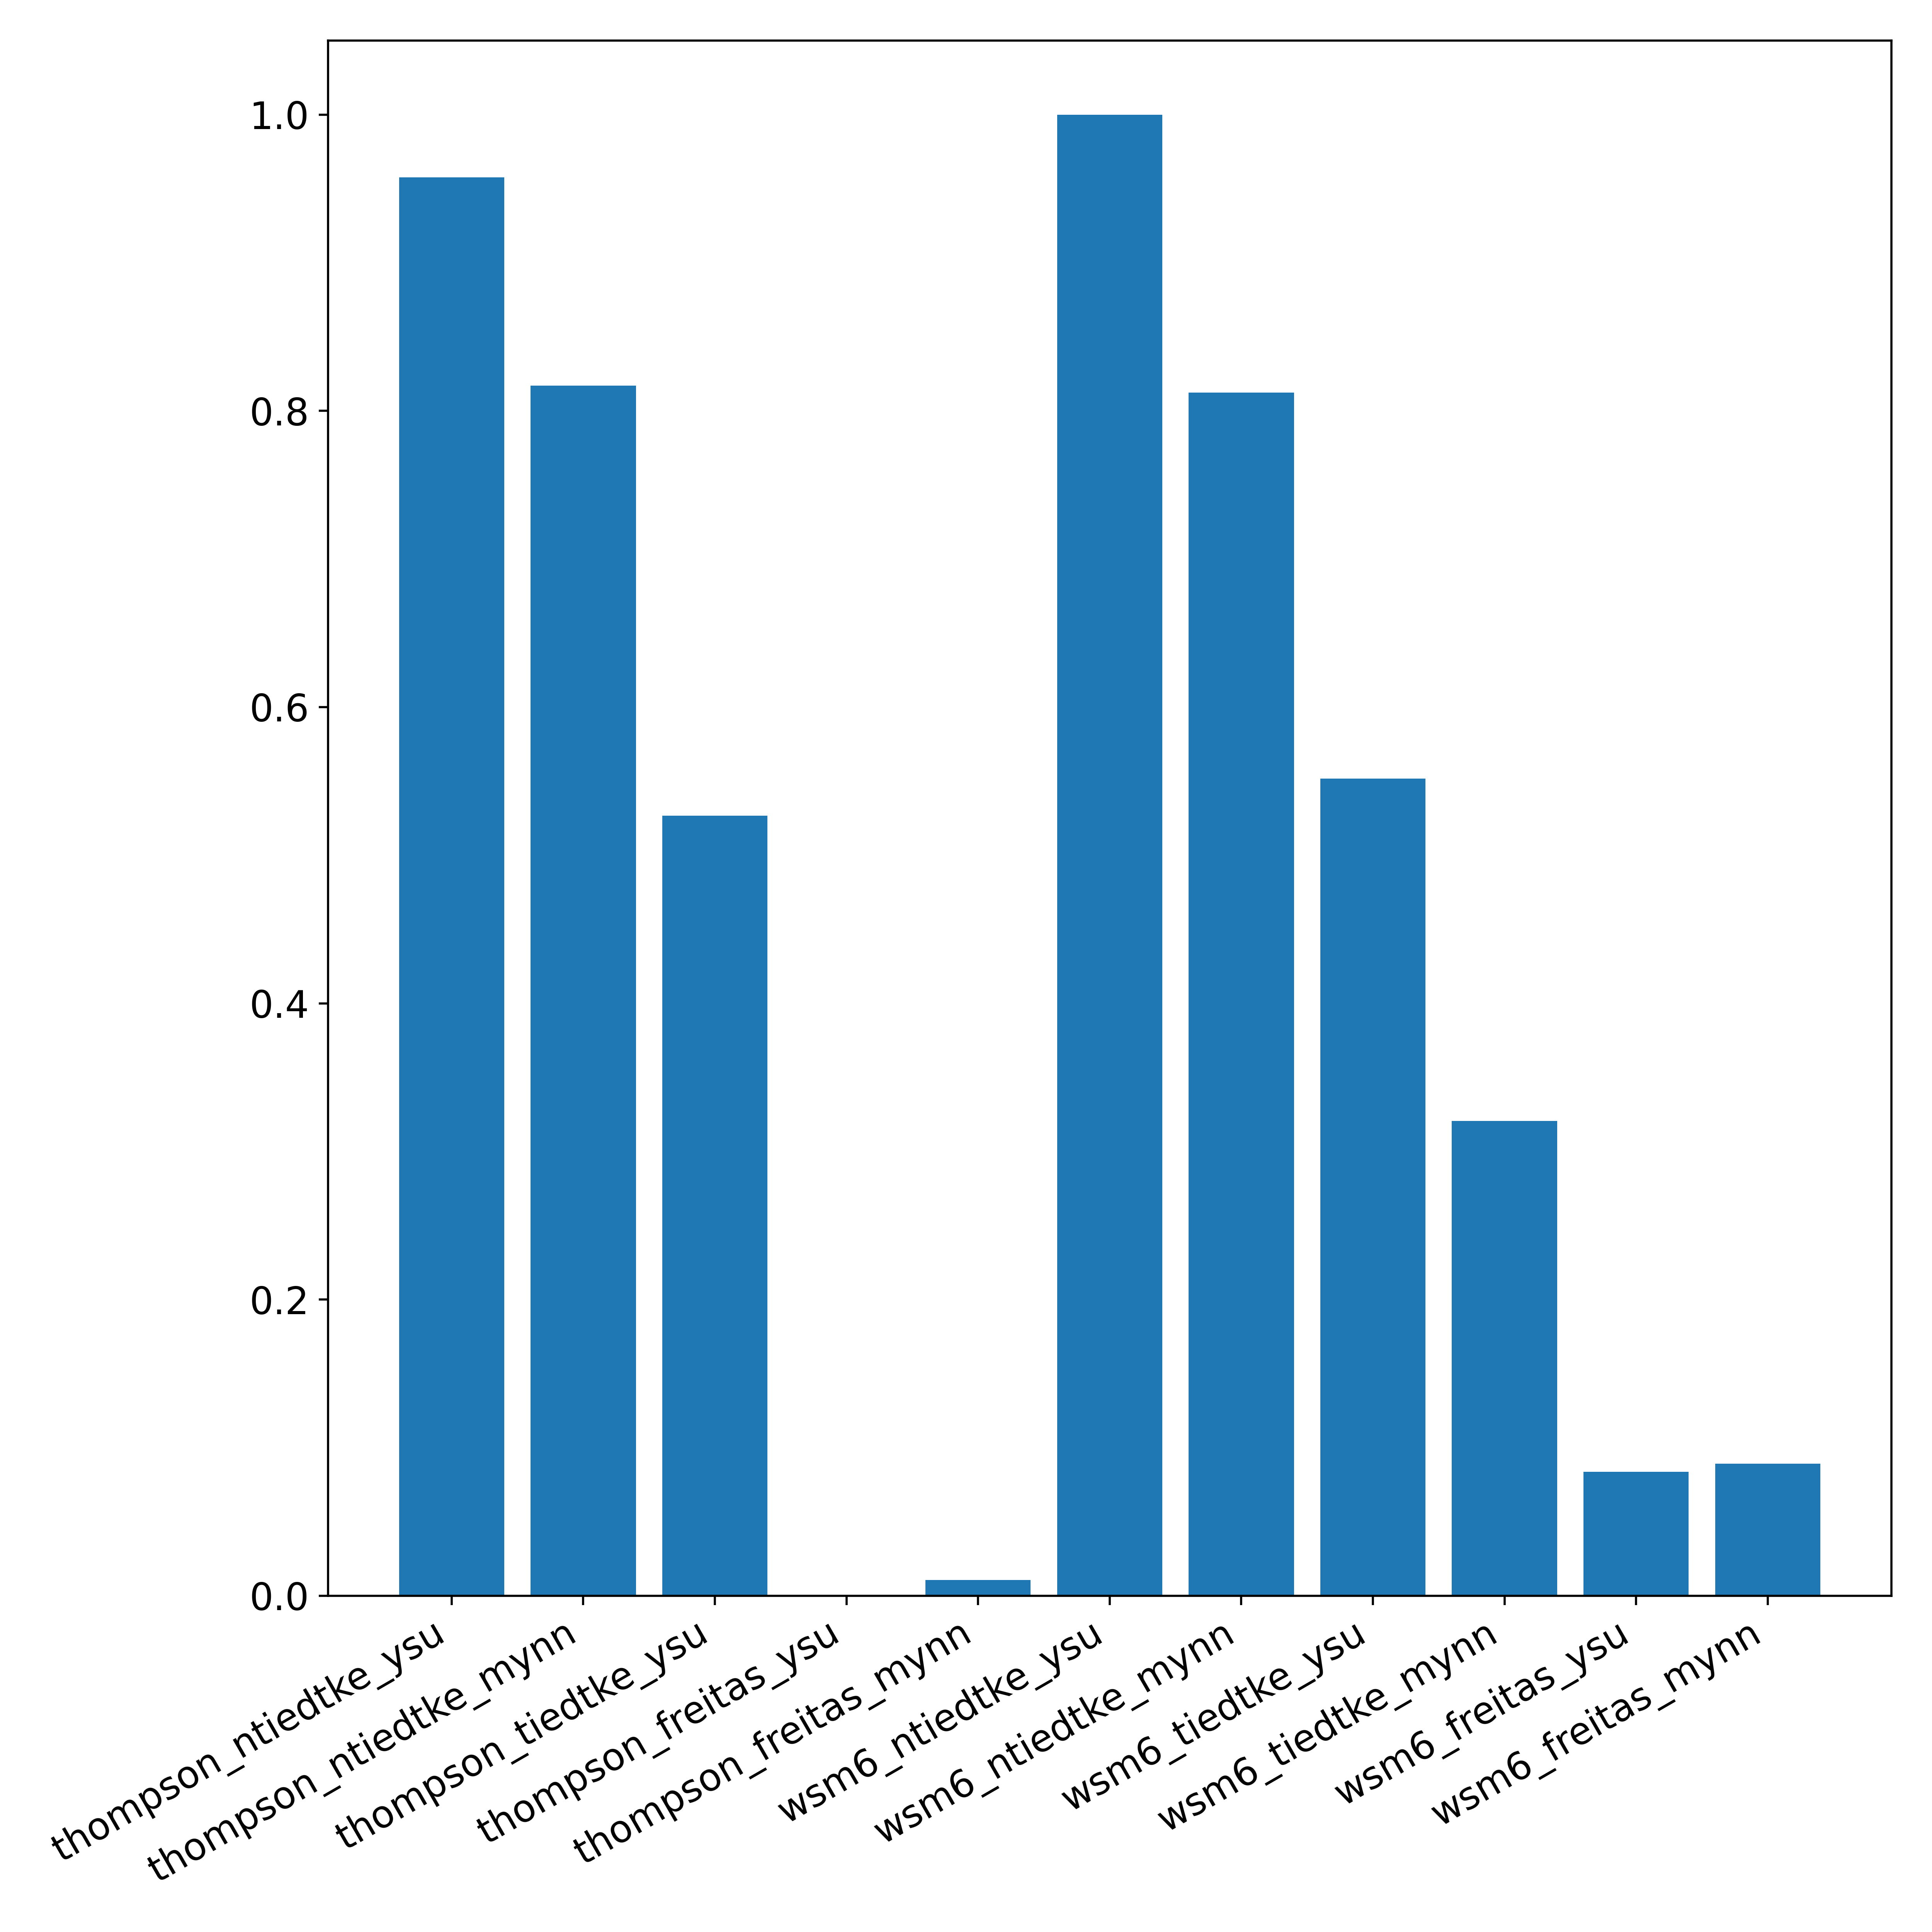 1.0
0.8
0.6
0.4
0.2
0.0
thompson_ntiedtke_ysu
thompson_ntiedtke_mynn
thompson_tiedtke_ysu
thompson_freitas_ysu
thompson_freitas_mynn
wsm6_ntiedtke_ysu
wsm6_ntiedtke_mynn
wsm6_tiedtke_ysu
wsm6_tiedtke_mynn
wsm6_freitas_ysu
wsm6_freitas_mynn